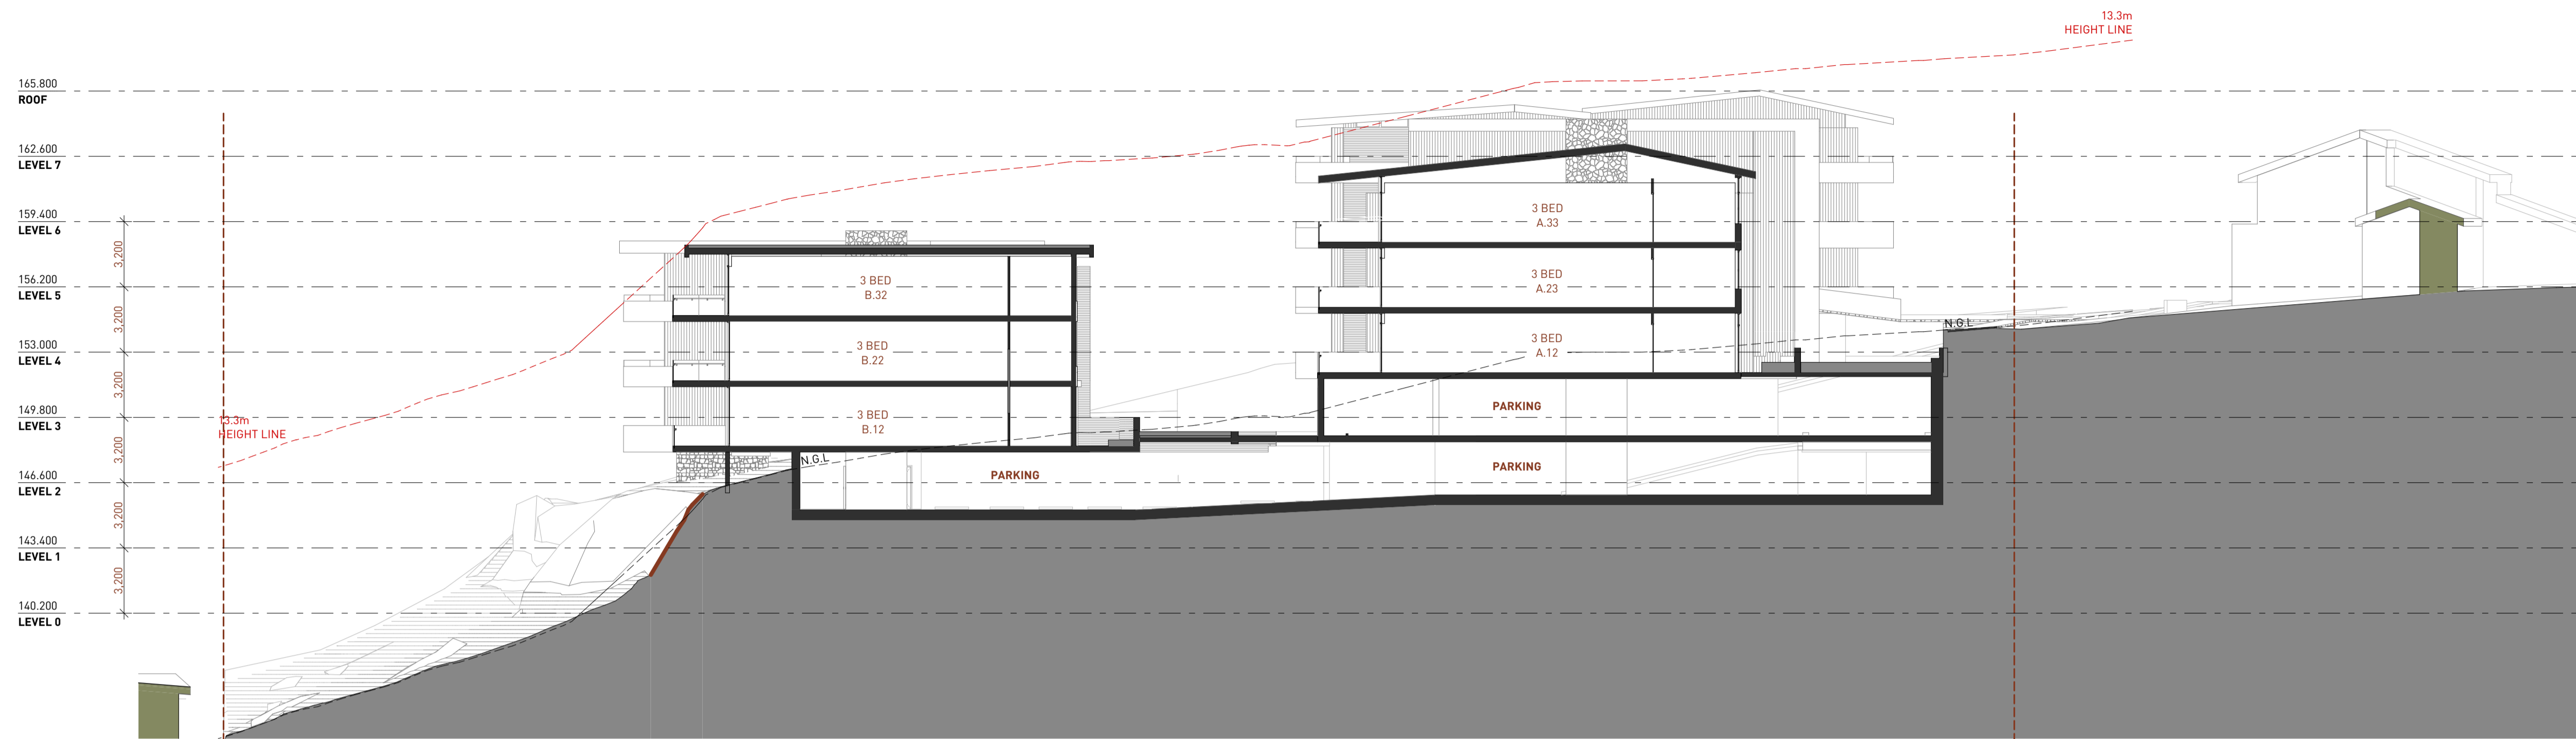 13.3m
HEIGHT LINE
165.800
ROOF
162.600
LEVEL 7
159.400
LEVEL 6
3 BED
A.33
3,200
156.200
LEVEL 5
3 BED
B.32
3 BED
A.23
3,200
N.G.L
153.000
LEVEL 4
3 BED
B.22
3 BED
A.12
3,200
149.800
LEVEL 3
13.3m
HEIGHT LINE
3 BED
B.12
PARKING
3,200
N.G.L
146.600
LEVEL 2
PARKING
PARKING
3,200
143.400
LEVEL 1
3,200
140.200
LEVEL 0